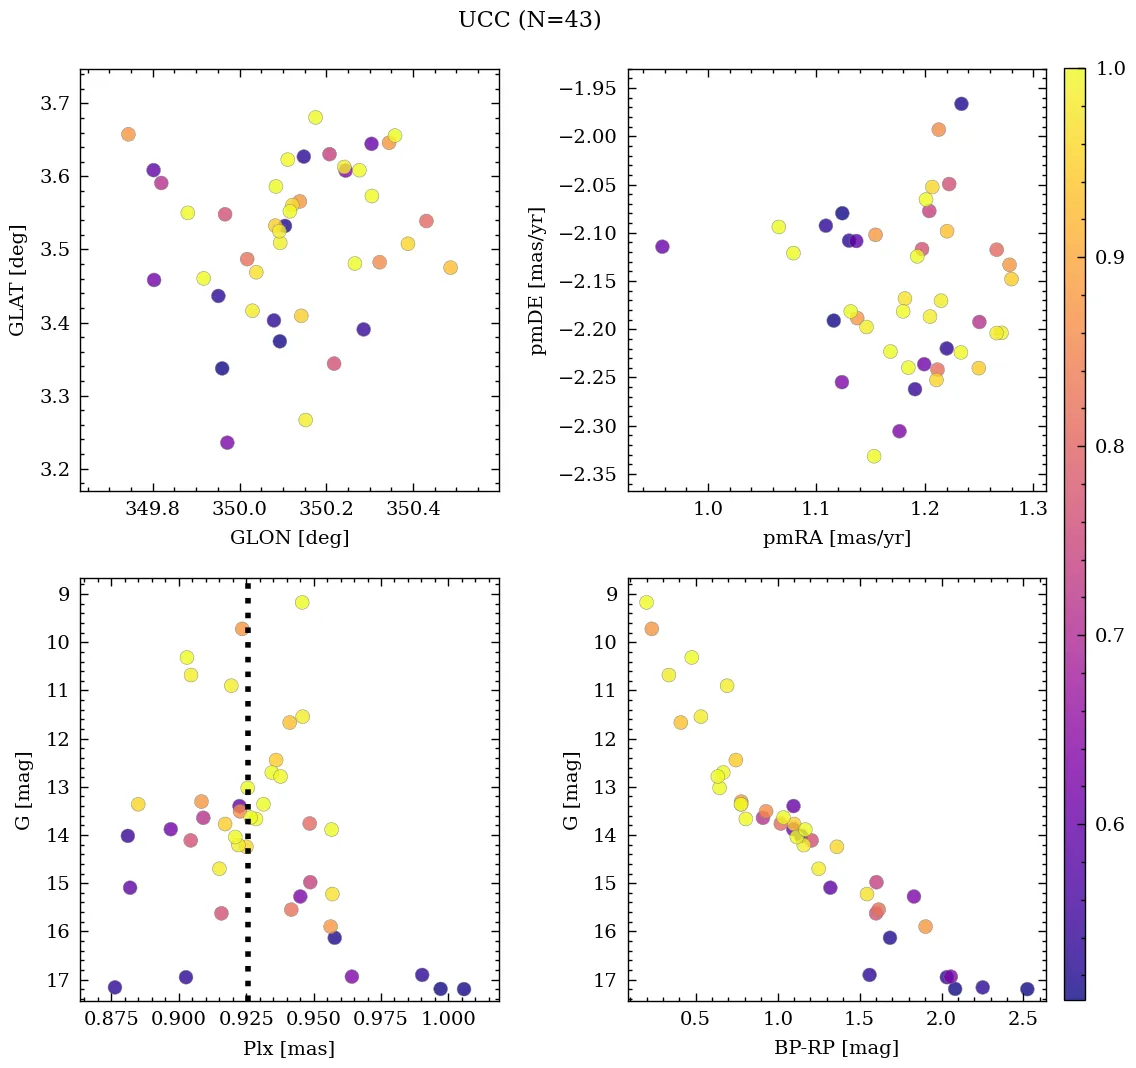 UCC (N=43)
3.7
3.6
3.5
3.4
3.3
3.2
GLAT [deg]
349.8 350.0 350.2 350.4
GLON [deg]
−1.95
−2.00
−2.05
−2.10
−2.15
−2.20
−2.25
−2.30
−2.35
pmDE [mas/yr]
1.0 1.1 1.2 1.3
pmRA [mas/yr]
1.0
0.9
0.8
0.7
0.6
9
10
11
12
13
14
15
16
17
G [mag]
0.875 0.900 0.925 0.950 0.975 1.000
Plx [mas]
9
10
11
12
13
14
15
16
17
G [mag]
0.5 1.0 1.5 2.0 2.5
BP-RP [mag]